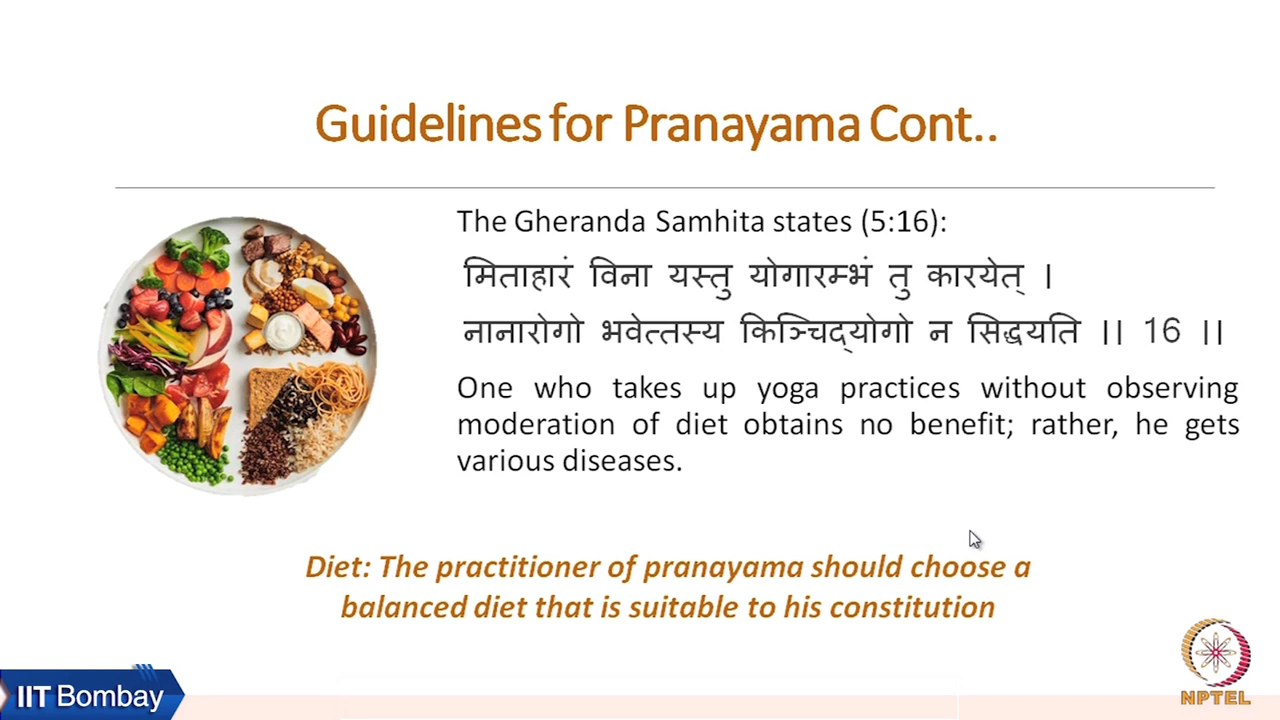 Guidelines for Pranayama Cont..
The Gheranda Samhita states (5:16):
मिताहारं विना यस्तु योगारम्भं तु कारयेत् ।
नानारोगो भवेत्तस्य किञ्चिद्योगो न सिद्धयति ।। 16 ।।
One who takes up yoga practices without observing
moderation of diet obtains no benefit; rather, he gets
various diseases.
Diet: The practitioner of pranayama should choose a
balanced diet that is suitable to his constitution
IIT Bombay
NPTEL